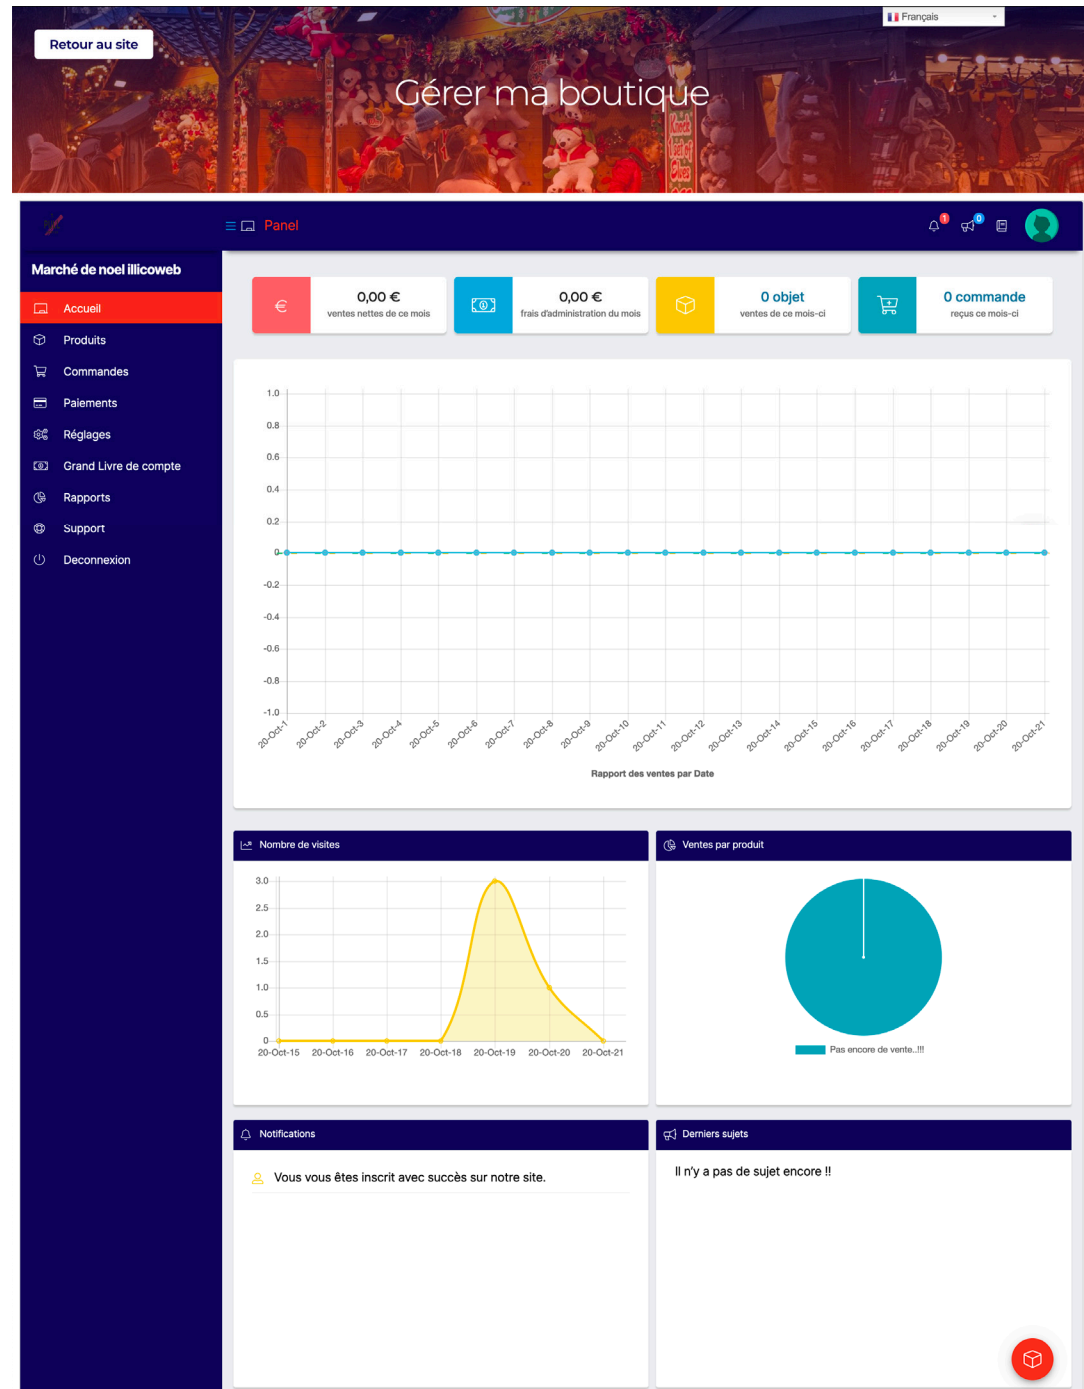 Français
Retour au site
Gérer ma boutique
Panel
1
0
Marché de noel illicoweb
Accueil
Produits
Commandes
Paiements
Réglages
Grand Livre de compte
Rapports
Support
Deconnexion
0,00 €
ventes nettes de ce mois
0,00 €
frais d'administration du mois
0 objet
ventes de ce mois-ci
0 commande
reçus ce mois-ci
1.0
0.8
0.6
0.4
0.2
0
-0.2
-0.4
-0.6
-0.8
-1.0
20-Oct-1
20-Oct-2
20-Oct-3
20-Oct-4
20-Oct-5
20-Oct-6
20-Oct-7
20-Oct-8
20-Oct-9
20-Oct-10
20-Oct-11
20-Oct-12
20-Oct-13
20-Oct-14
20-Oct-15
20-Oct-16
20-Oct-17
20-Oct-18
20-Oct-19
20-Oct-20
20-Oct-21
Rapport des ventes par Date
Nombre de visites
3.0
2.5
2.0
1.5
1.0
0.5
0
20-Oct-15 20-Oct-16 20-Oct-17 20-Oct-18 20-Oct-19 20-Oct-20 20-Oct-21
Ventes par produit
Pas encore de vente..!!!
Notifications
Vous vous êtes inscrit avec succès sur notre site.
Derniers sujets
Il n'y a pas de sujet encore !!